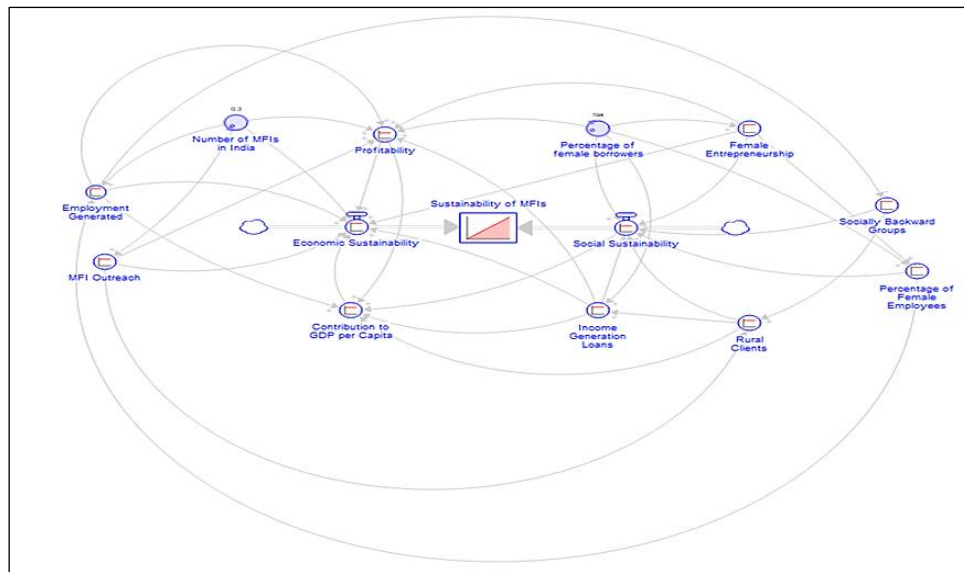 0.3
Number of MFIs
in India
Profitability
Percentage of
female borrowers
Female
Entrepreneurship
Employment
Generated
Sustainability of MFIs
Economic Sustainability
Social Sustainability
Socially Backward
Groups
MFI Outreach
Percentage of
Female
Employees
Contribution to
GDP per Capita
Income
Generation
Loans
Rural
Clients